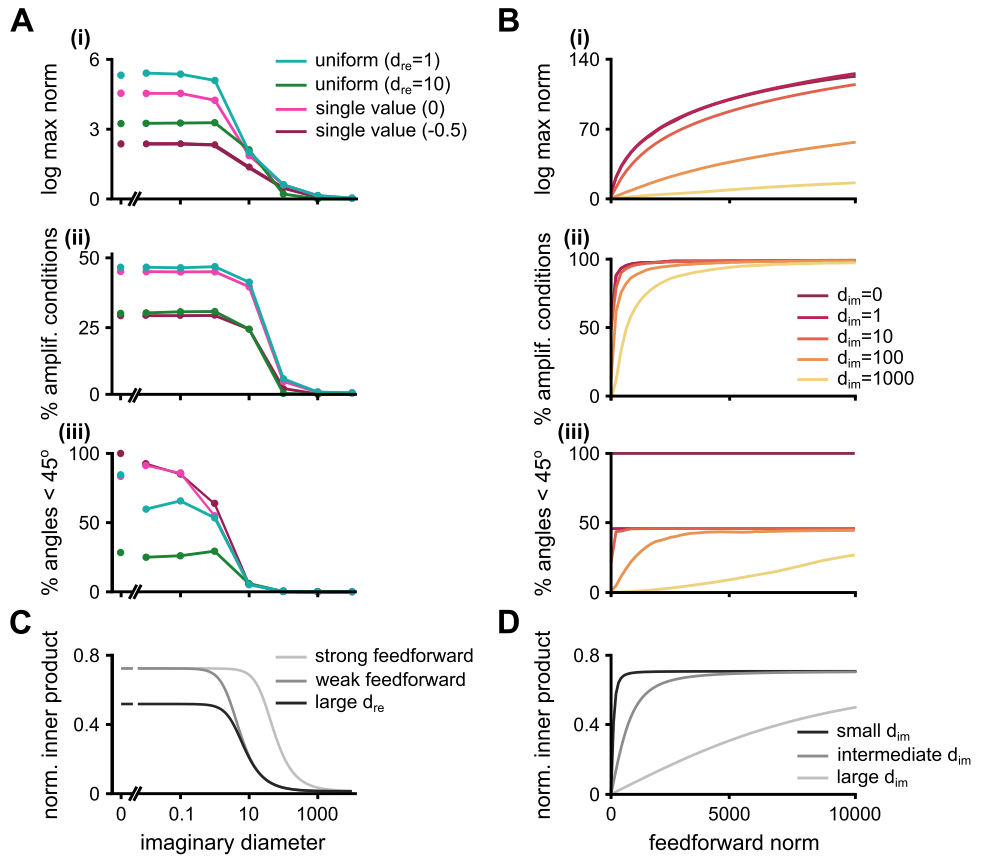 A
(i)
log max norm
6
3
0
uniform (dre=1)
uniform (dre=10)
single value (0)
single value (-0.5)
(ii)
% amplif. conditions
50
25
0
(iii)
% angles < 45º
100
50
0
B
(i)
log max norm
140
70
0
(ii)
% amplif. conditions
100
50
0
dim=0
dim=1
dim=10
dim=100
dim=1000
(iii)
% angles < 45º
100
50
0
C
norm. inner product
0.8
0.4
0
strong feedforward
weak feedforward
large dre
0 0.1 10 1000
imaginary diameter
D
norm. inner product
0.8
0.4
0
small dim
intermediate dim
large dim
0 5000 10000
feedforward norm